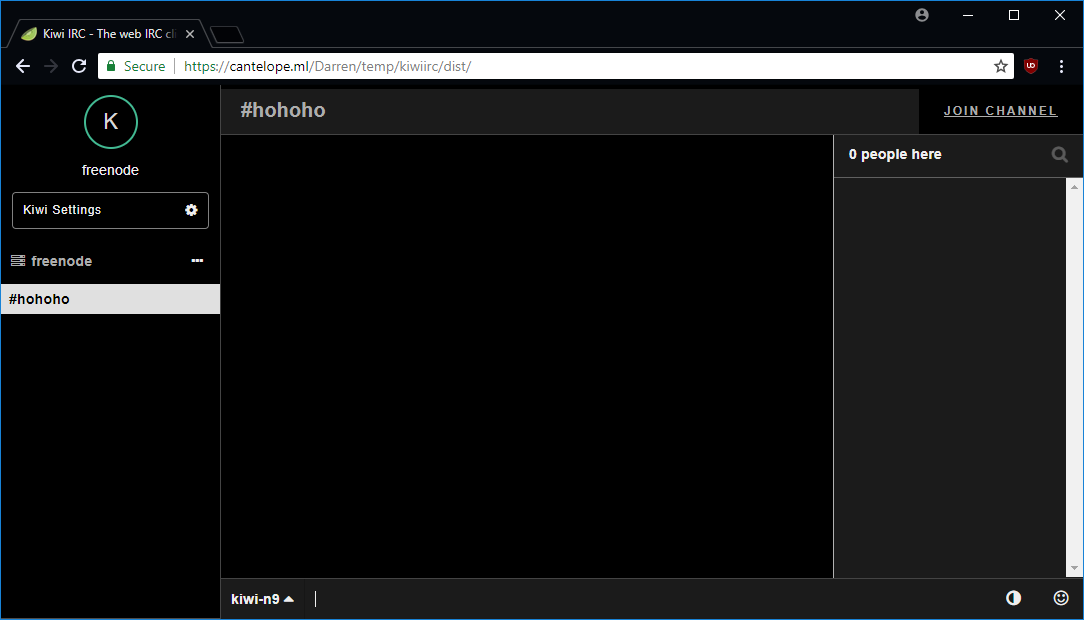 Kiwi IRC - The web IRC cli
Secure
https://cantelope.ml/Darren/temp/kiwiirc/dist/
K
freenode
Kiwi Settings
freenode
#hohoho
#hohoho
JOIN CHANNEL
0 people here
kiwi-n9